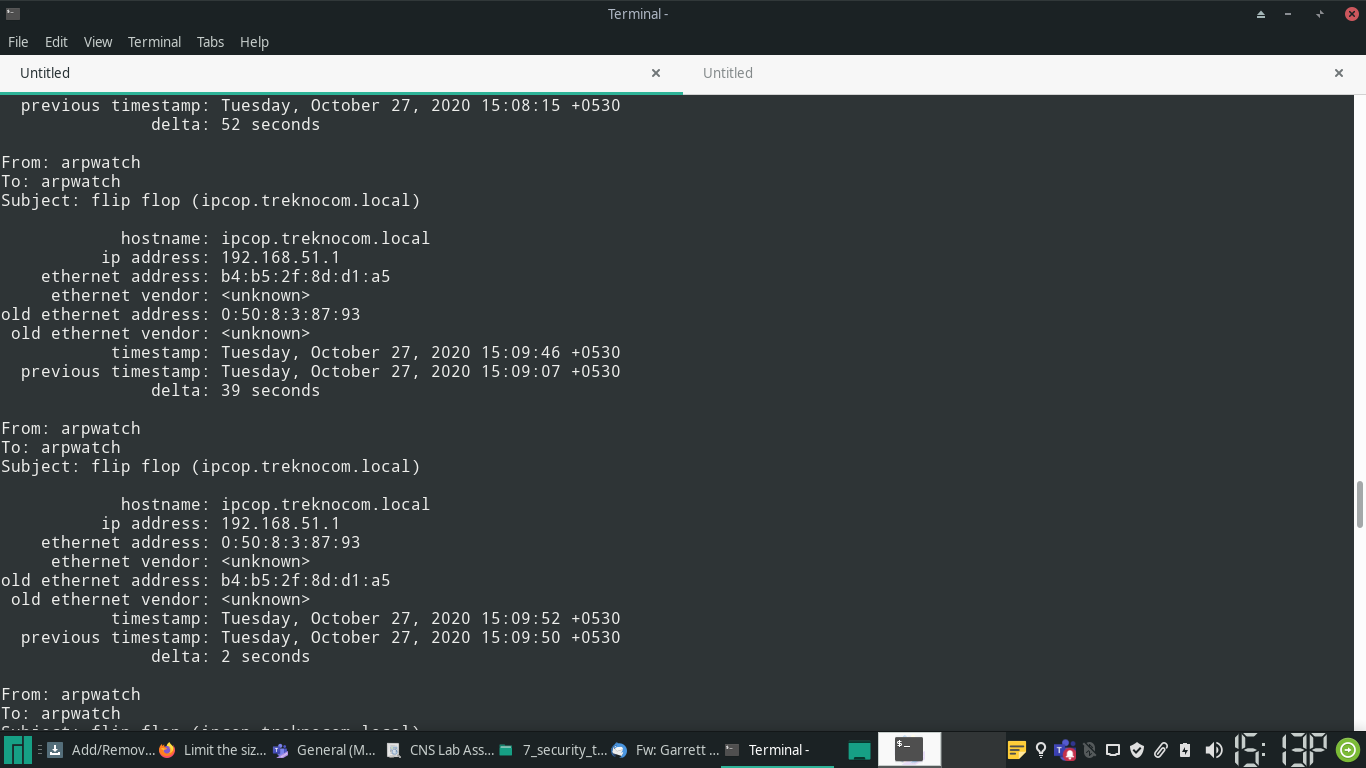 Terminal -
File Edit View Terminal Tabs Help
Untitled
Untitled
previous timestamp: Tuesday, October 27, 2020 15:08:15 +0530
delta: 52 seconds
From: arpwatch
To: arpwatch
Subject: flip flop (ipcop.treknocom.local)
hostname: ipcop.treknocom.local
ip address: 192.168.51.1
ethernet address: b4:b5:2f:8d:d1:a5
ethernet vendor: <unknown>
old ethernet address: 0:50:8:3:87:93
old ethernet vendor: <unknown>
timestamp: Tuesday, October 27, 2020 15:09:46 +0530
previous timestamp: Tuesday, October 27, 2020 15:09:07 +0530
delta: 39 seconds
From: arpwatch
To: arpwatch
Subject: flip flop (ipcop.treknocom.local)
hostname: ipcop.treknocom.local
ip address: 192.168.51.1
ethernet address: 0:50:8:3:87:93
ethernet vendor: <unknown>
old ethernet address: b4:b5:2f:8d:d1:a5
old ethernet vendor: <unknown>
timestamp: Tuesday, October 27, 2020 15:09:52 +0530
previous timestamp: Tuesday, October 27, 2020 15:09:50 +0530
delta: 2 seconds
From: arpwatch
To: arpwatch
Subject: flip flop (ipcop.treknocom.local)
Add/Remov... Limit the siz... General (M... CNS Lab Ass... 7_security_t... Fw: Garrett ... Terminal - 15:13P